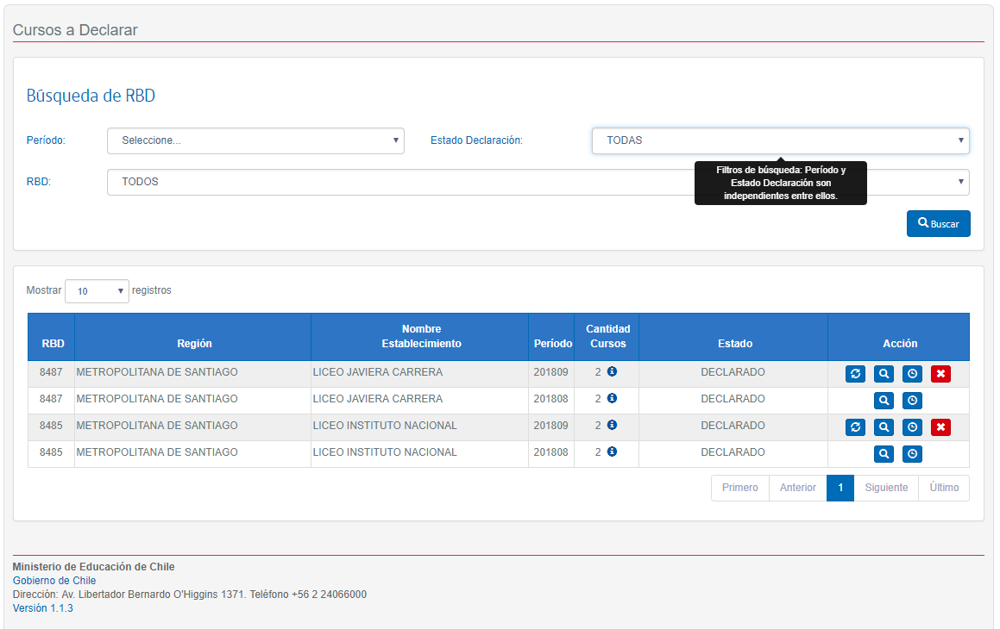 Cursos a Declarar
Búsqueda de RBD
Período: Seleccione... Estado Declaración: TODAS
RBD: TODOS
Filtros de búsqueda: Período y
Estado Declaración son
independientes entre ellos.
Buscar
Mostrar 10 registros
RBD Región Nombre Establecimiento Período Cantidad Cursos Estado Acción
8487 METROPOLITANA DE SANTIAGO LICEO JAVIERA CARRERA 201809 2 DECLARADO
8487 METROPOLITANA DE SANTIAGO LICEO JAVIERA CARRERA 201808 2 DECLARADO
8485 METROPOLITANA DE SANTIAGO LICEO INSTITUTO NACIONAL 201809 2 DECLARADO
8485 METROPOLITANA DE SANTIAGO LICEO INSTITUTO NACIONAL 201808 2 DECLARADO
Primero Anterior 1 Siguiente Último
Ministerio de Educación de Chile
Gobierno de Chile
Dirección: Av. Libertador Bernardo O'Higgins 1371. Teléfono +56 2 24066000
Versión 1.1.3